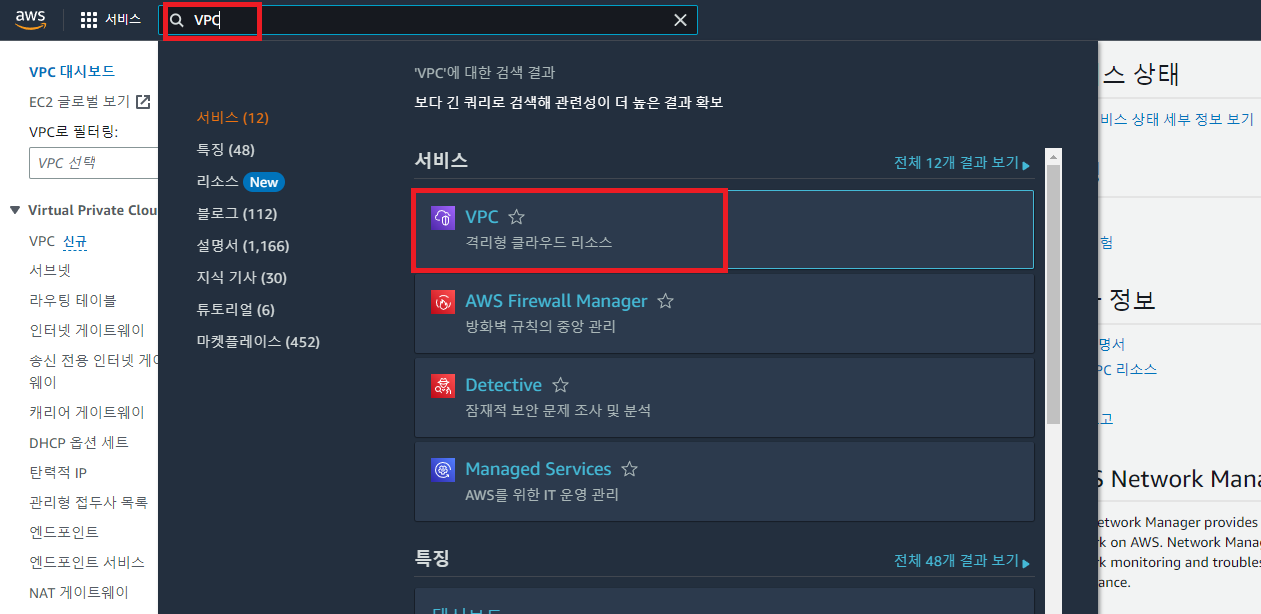 aws
서비스
VPC
VPC 대시보드
EC2 글로벌 보기
VPC로 필터링:
VPC 선택
Virtual Private Clou
VPC 신규
서브넷
라우팅 테이블
인터넷 게이트웨이
송신 전용 인터넷 게이
웨이
캐리어 게이트웨이
DHCP 옵션 세트
탄력적 IP
관리형 접두사 목록
엔드포인트
엔드포인트 서비스
NAT 게이트웨이
서비스 (12)
특징 (48)
리소스 New
블로그 (112)
설명서 (1,166)
지식 기사 (30)
튜토리얼 (6)
마켓플레이스 (452)
'VPC'에 대한 검색 결과
보다 긴 쿼리로 검색해 관련성이 더 높은 결과 확보
서비스
전체 12개 결과 보기
VPC
격리형 클라우드 리소스
AWS Firewall Manager
방화벽 규칙의 중앙 관리
Detective
잠재적 보안 문제 조사 및 분석
Managed Services
AWS를 위한 IT 운영 관리
특징
전체 48개 결과 보기
대시보드
스 상태
비스 상태 세부 정보 보기
험
정보
명서
PC 리소스
고
S Network Mana
etwork Manager provides
rk on AWS. Network Manag
rk monitoring and troubles
ance.